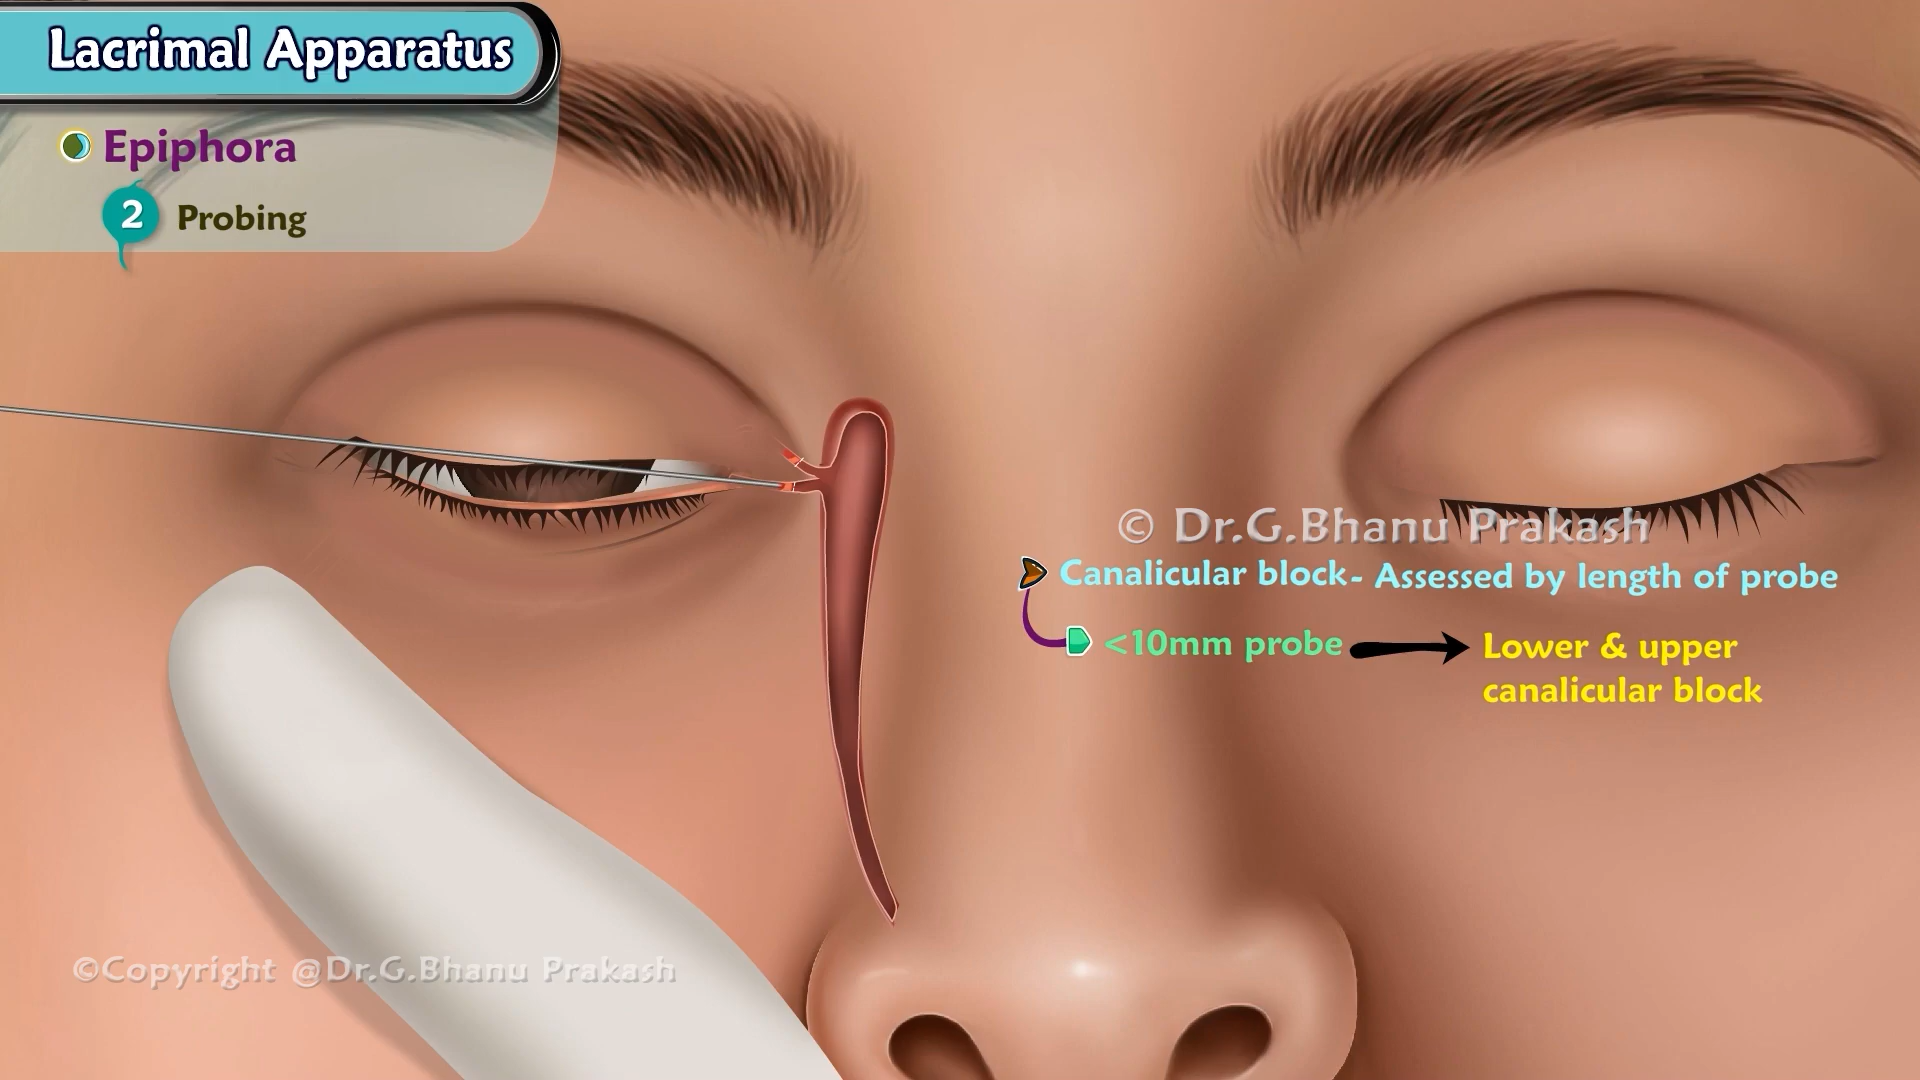 Lacrimal Apparatus
Epiphora
2 Probing
© Dr.G.Bhanu Prakash
Canalicular block- Assessed by length of probe
<10mm probe Lower & upper
canalicular block
©Copyright @Dr.G.Bhanu Prakash